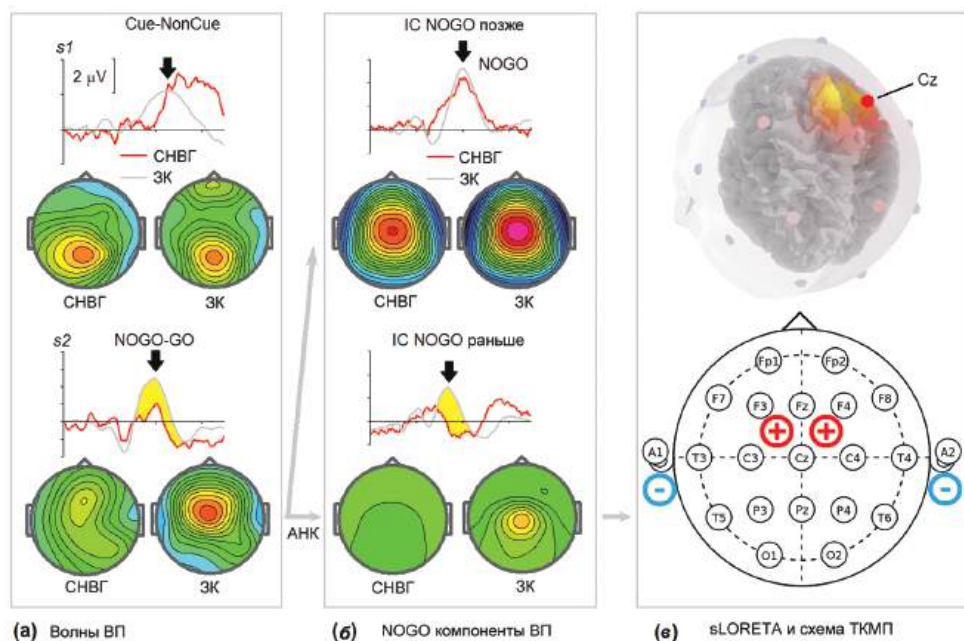 Cue-NonCue
s1
2 μV
СНВГ
ЗК
СНВГ
ЗК
s2
NOGO-GO
СНВГ
ЗК
(а) Волны ВП
АНК
IC NOGO позже
NOGO
СНВГ
ЗК
СНВГ
ЗК
IC NOGO раньше
СНВГ
ЗК
(б) NOGO компоненты ВП
Cz
Fp1 Fp2
F7 F3 Fz F4 F8
+ +
A1 T3 C3 Cz C4 T4 A2
- -
T5 P3 Pz P4 T6
O1 O2
(в) sLORETA и схема ТКМП